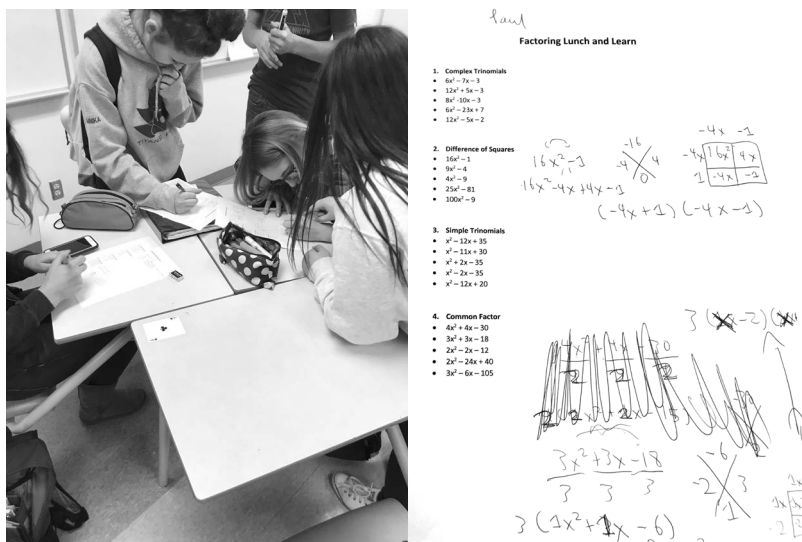 Paul
Factoring Lunch and Learn
1. Complex Trinomials
• 6x² – 7x – 3
• 12x² + 5x – 3
• 8x² -10x – 3
• 6x² – 23x + 7
• 12x² – 5x – 2
2. Difference of Squares
• 16x² – 1
• 9x² – 4
• 4x² – 9
• 25x² – 81
• 100x² – 9
16x² – 1
16x² -4x +4x -1
-16
-4 4
0
-4x -1
-4x 16x² 4x
1 -4x -1
(-4x+1) (-4x-1)
3. Simple Trinomials
• x² – 12x + 35
• x² – 11x + 30
• x² + 2x – 35
• x² – 2x – 35
• x² – 12x + 20
4. Common Factor
• 4x² + 4x – 30
• 3x² + 3x – 18
• 2x² – 2x – 12
• 2x² – 24x + 40
• 3x² – 6x – 105
3x² +3x -18
3 3 3
3 (1x² + 1x - 6)
-6
-2 3
1